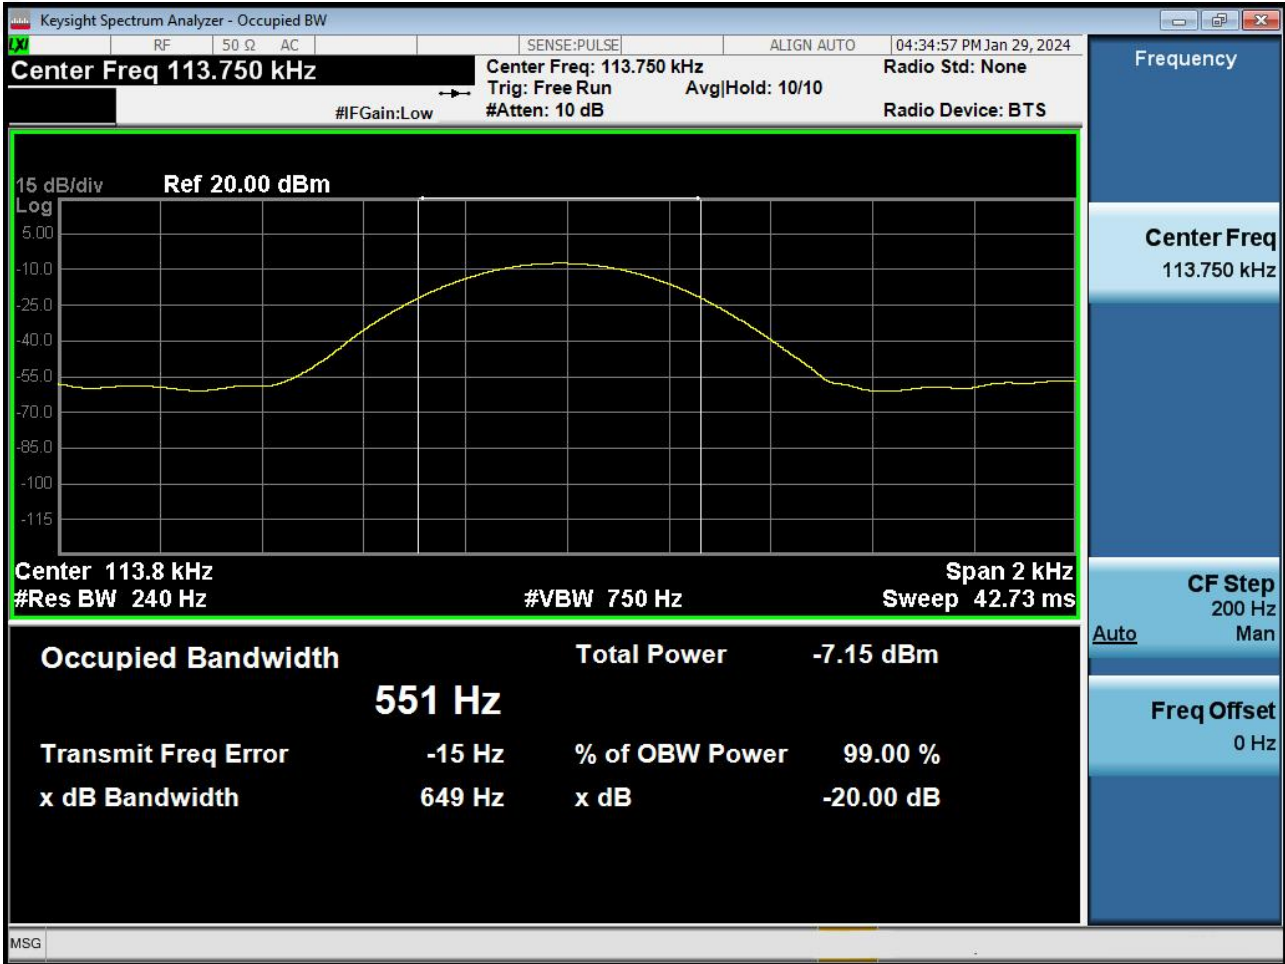 Keysight Spectrum Analyzer - Occupied BW
LXI RF 50 Ω AC SENSE:PULSE ALIGN AUTO 04:34:57 PM Jan 29, 2024
Center Freq 113.750 kHz
Center Freq: 113.750 kHz Radio Std: None
Trig: Free Run Avg|Hold: 10/10
#IFGain:Low #Atten: 10 dB Radio Device: BTS
15 dB/div Ref 20.00 dBm
Log
5.00
-10.0
-25.0
-40.0
-55.0
-70.0
-85.0
-100
-115
Center 113.8 kHz Span 2 kHz
#Res BW 240 Hz #VBW 750 Hz Sweep 42.73 ms
Occupied Bandwidth Total Power -7.15 dBm
551 Hz
Transmit Freq Error -15 Hz % of OBW Power 99.00 %
x dB Bandwidth 649 Hz x dB -20.00 dB
MSG
Frequency
Center Freq
113.750 kHz
CF Step
200 Hz
Auto Man
Freq Offset
0 Hz